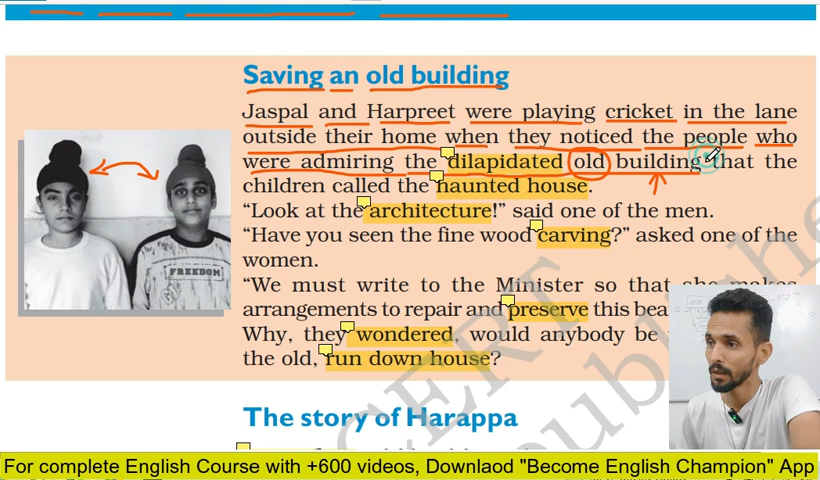 Saving an old building
Jaspal and Harpreet were playing cricket in the lane
outside their home when they noticed the people who
were admiring the dilapidated old building that the
children called the haunted house.
“Look at the architecture!” said one of the men.
“Have you seen the fine wood carving?” asked one of the
women.
“We must write to the Minister so that she makes
arrangements to repair and preserve this
Why, they wondered, would anybody be
the old, run down house?
FREEDOM
The story of Harappa
For complete English Course with +600 videos, Downlaod "Become English Champion" App